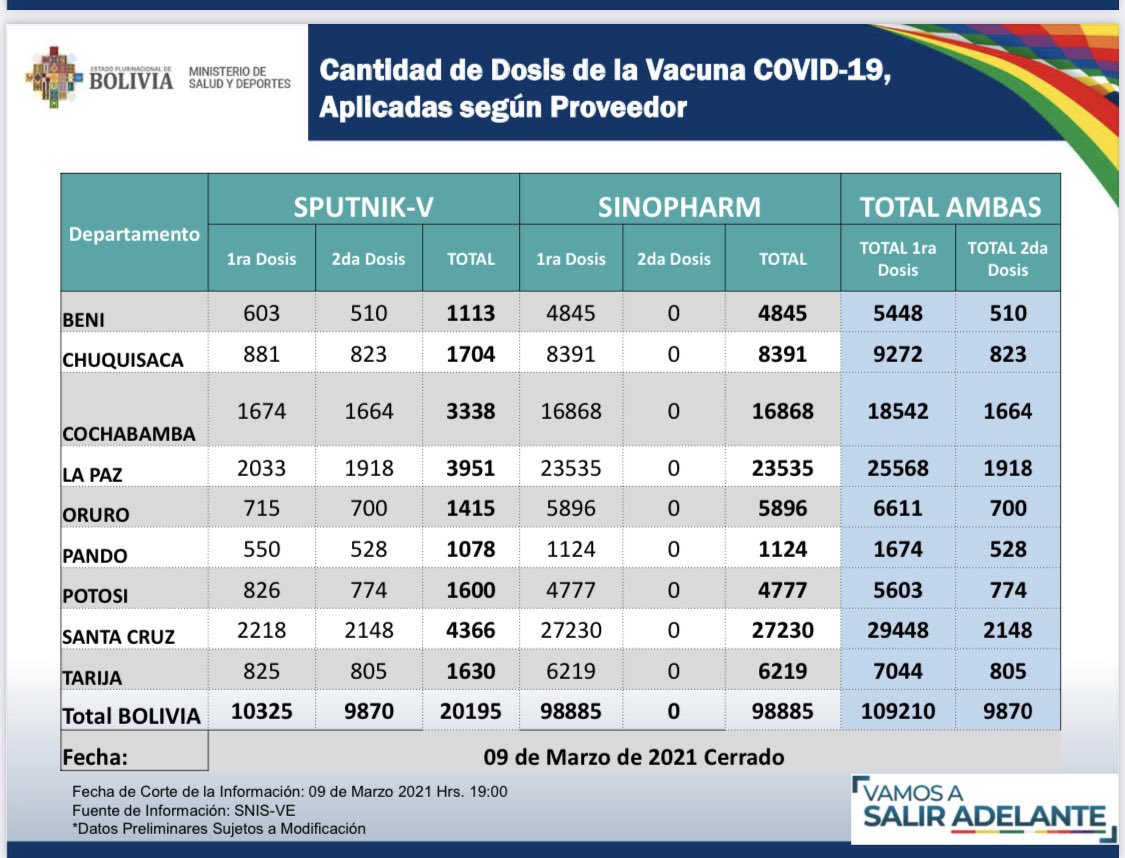 ESTADO PLURINACIONAL DE
BOLIVIA
MINISTERIO DE
SALUD Y DEPORTES
Cantidad de Dosis de la Vacuna COVID-19,
Aplicadas según Proveedor
Departamento SPUTNIK-V SINOPHARM TOTAL AMBAS
1ra Dosis 2da Dosis TOTAL 1ra Dosis 2da Dosis TOTAL TOTAL 1ra Dosis TOTAL 2da Dosis
BENI 603 510 1113 4845 0 4845 5448 510
CHUQUISACA 881 823 1704 8391 0 8391 9272 823
COCHABAMBA 1674 1664 3338 16868 0 16868 18542 1664
LA PAZ 2033 1918 3951 23535 0 23535 25568 1918
ORURO 715 700 1415 5896 0 5896 6611 700
PANDO 550 528 1078 1124 0 1124 1674 528
POTOSI 826 774 1600 4777 0 4777 5603 774
SANTA CRUZ 2218 2148 4366 27230 0 27230 29448 2148
TARIJA 825 805 1630 6219 0 6219 7044 805
Total BOLIVIA 10325 9870 20195 98885 0 98885 109210 9870
Fecha: 09 de Marzo de 2021 Cerrado
Fecha de Corte de la Información: 09 de Marzo 2021 Hrs. 19:00
Fuente de Información: SNIS-VE
*Datos Preliminares Sujetos a Modificación
VAMOS A
SALIR ADELANTE